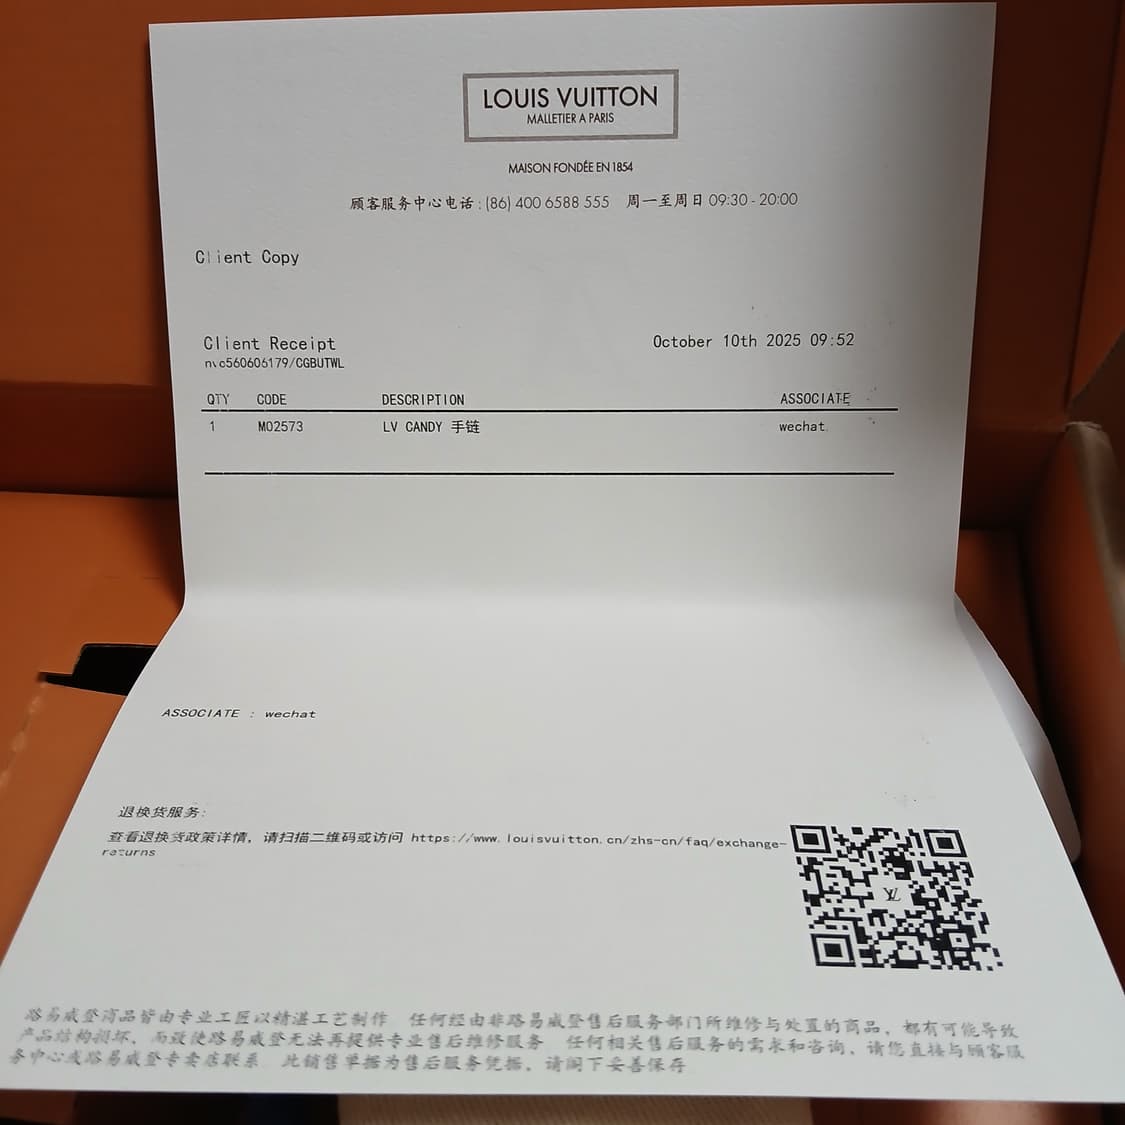 LOUIS VUITTON
MALLETIER A PARIS
MAISON FONDÉE EN 1854
顾客服务中心电话 : (86) 400 6588 555 周一至周日 09:30 - 20:00
Client Copy
Client Receipt
October 10th 2025 09:52
nvc560606179/CGBUTWL
QTY CODE DESCRIPTION ASSOCIATE
1 M02573 LV CANDY 手链 wechat
ASSOCIATE : wechat
退换货服务:
查看退换货政策详情, 请扫描二维码或访问 https://www.louisvuitton.cn/zhs-cn/faq/exchange-
returns
LV
路易威登商品皆由专业工匠以精湛工艺制作 任何经由非路易威登售后服务部门所维修与处置的商品, 都有可能导致
产品结构损坏, 而致使路易威登无法再提供专业售后维修服务 任何相关售后服务的需求和咨询, 请您直接与顾客服
务中心或路易威登专卖店联系 此销售单据为售后服务凭据, 请阁下妥善保存